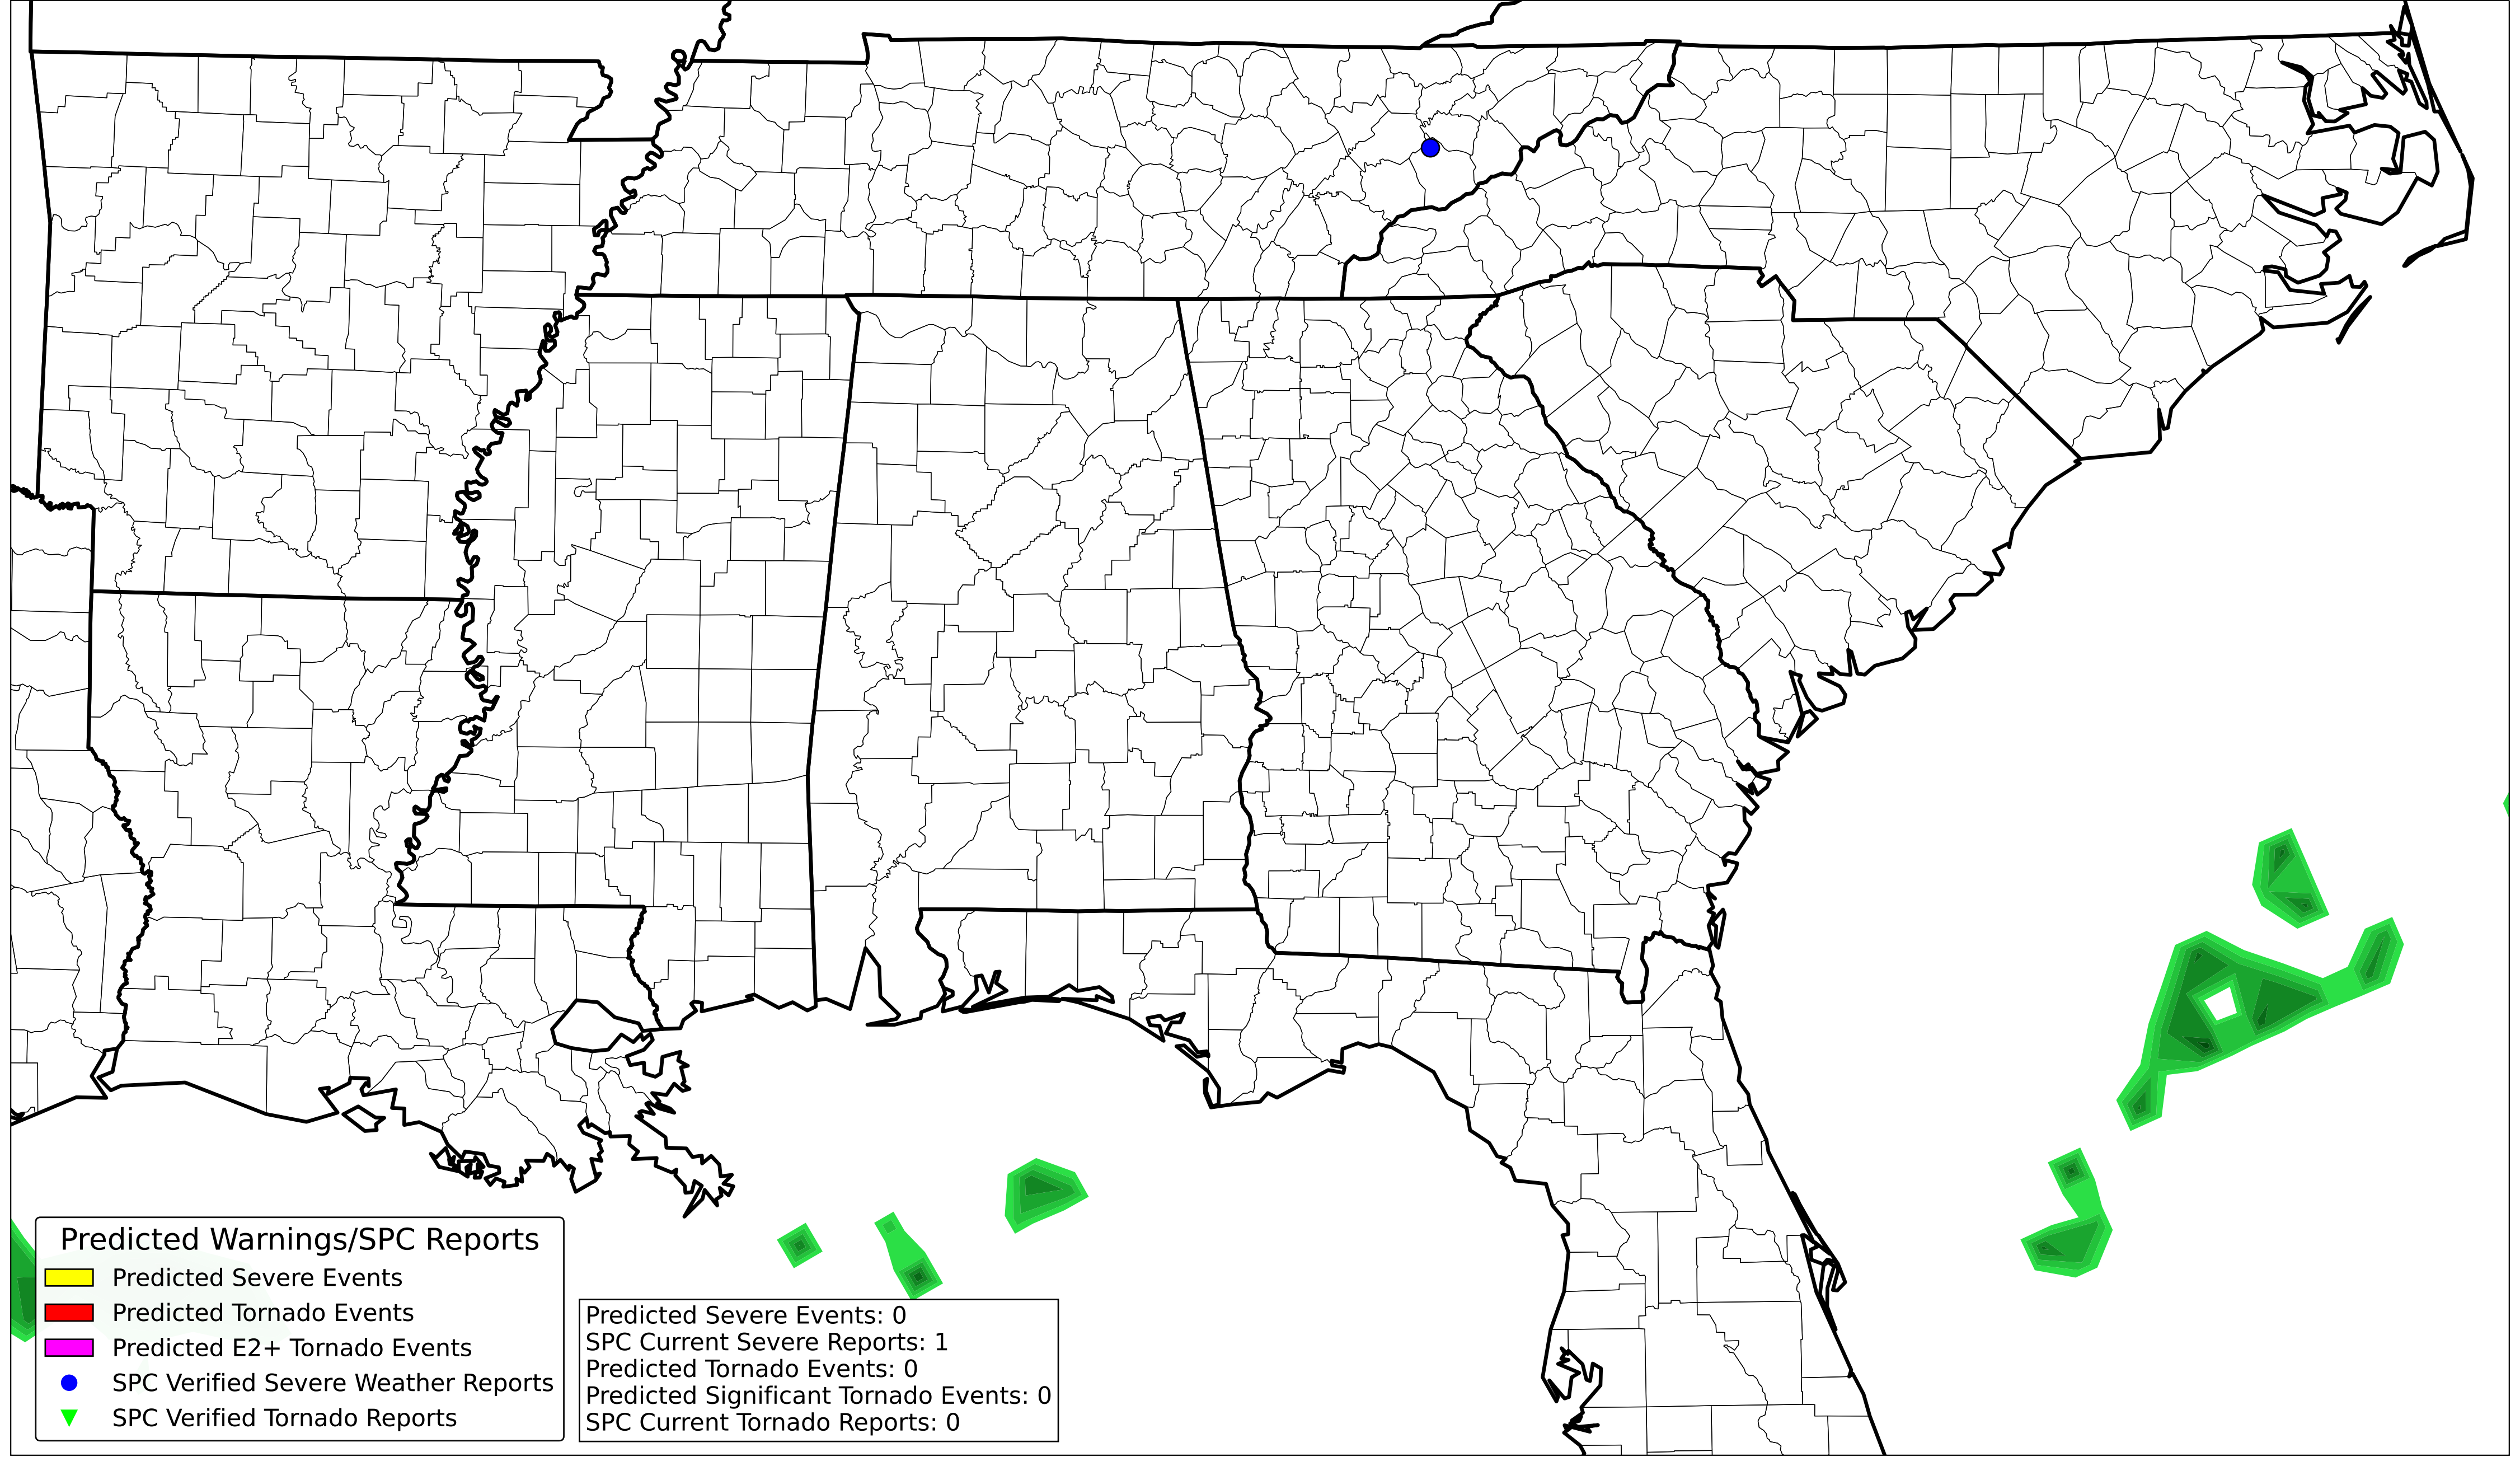 Predicted Warnings/SPC Reports
Predicted Severe Events
Predicted Tornado Events
Predicted E2+ Tornado Events
SPC Verified Severe Weather Reports
SPC Verified Tornado Reports
Predicted Severe Events: 0
SPC Current Severe Reports: 1
Predicted Tornado Events: 0
Predicted Significant Tornado Events: 0
SPC Current Tornado Reports: 0